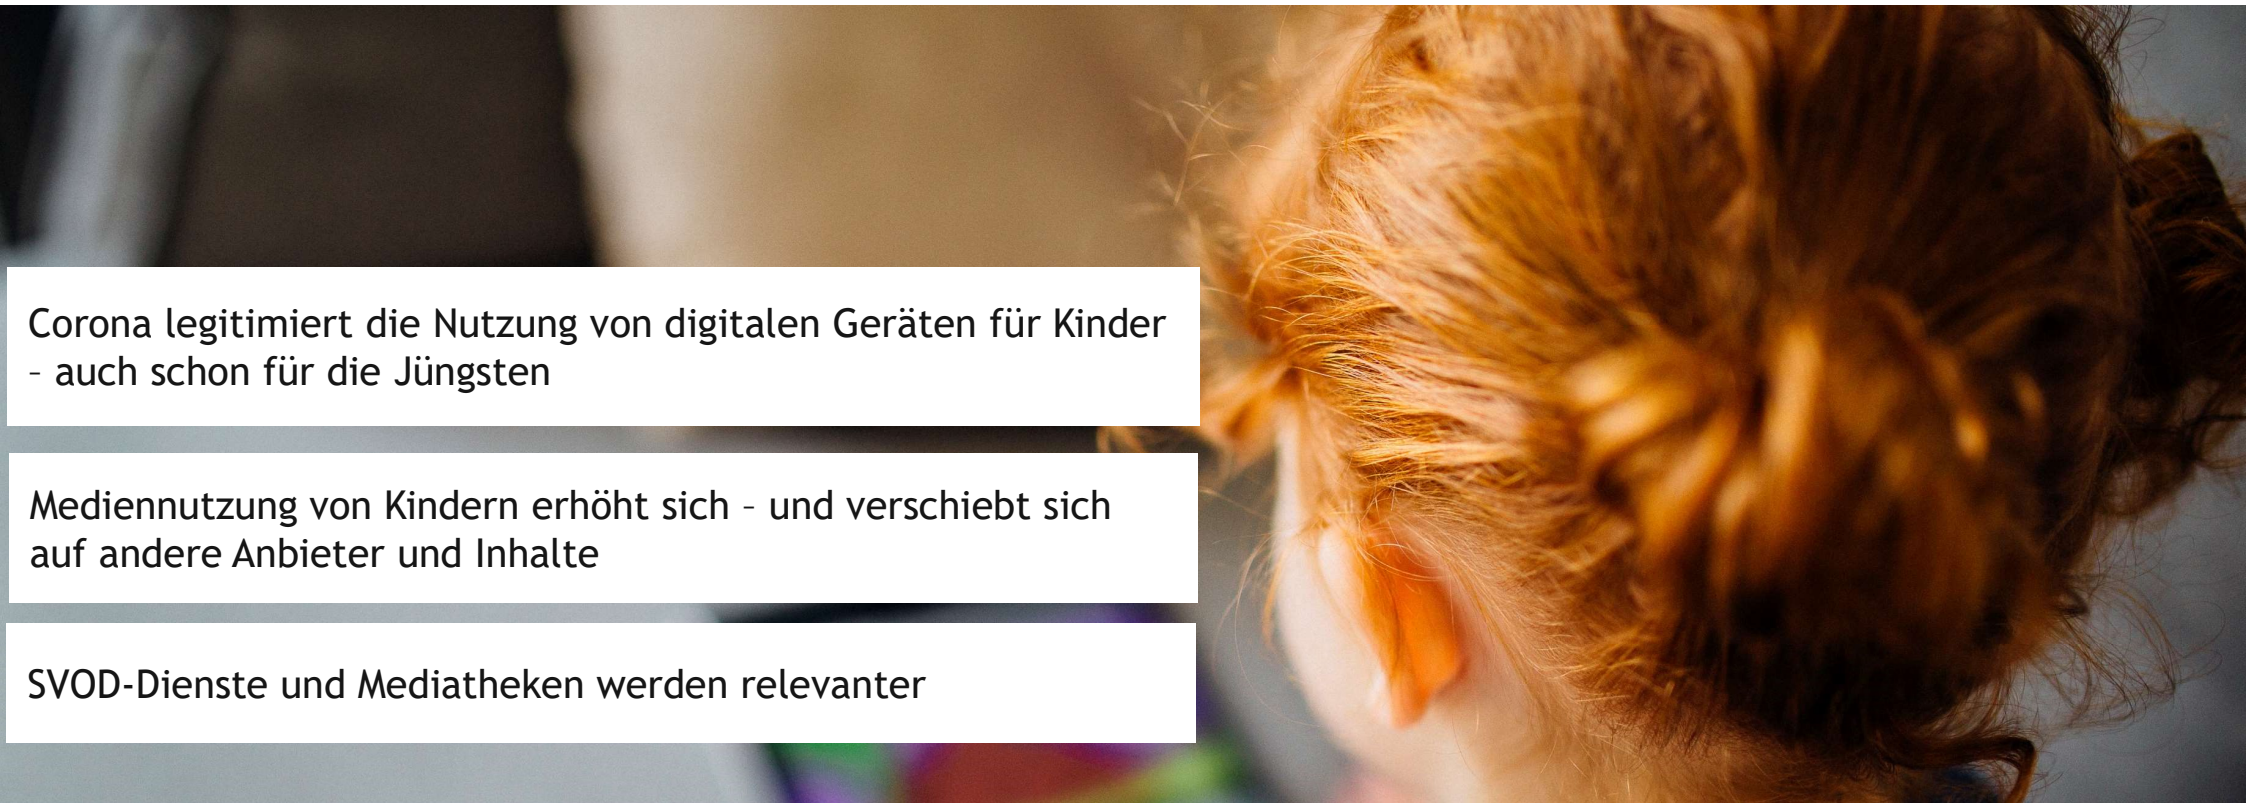 Corona legitimiert die Nutzung von digitalen Geräten für Kinder
– auch schon für die Jüngsten
Mediennutzung von Kindern erhöht sich – und verschiebt sich
auf andere Anbieter und Inhalte
SVOD-Dienste und Mediatheken werden relevanter